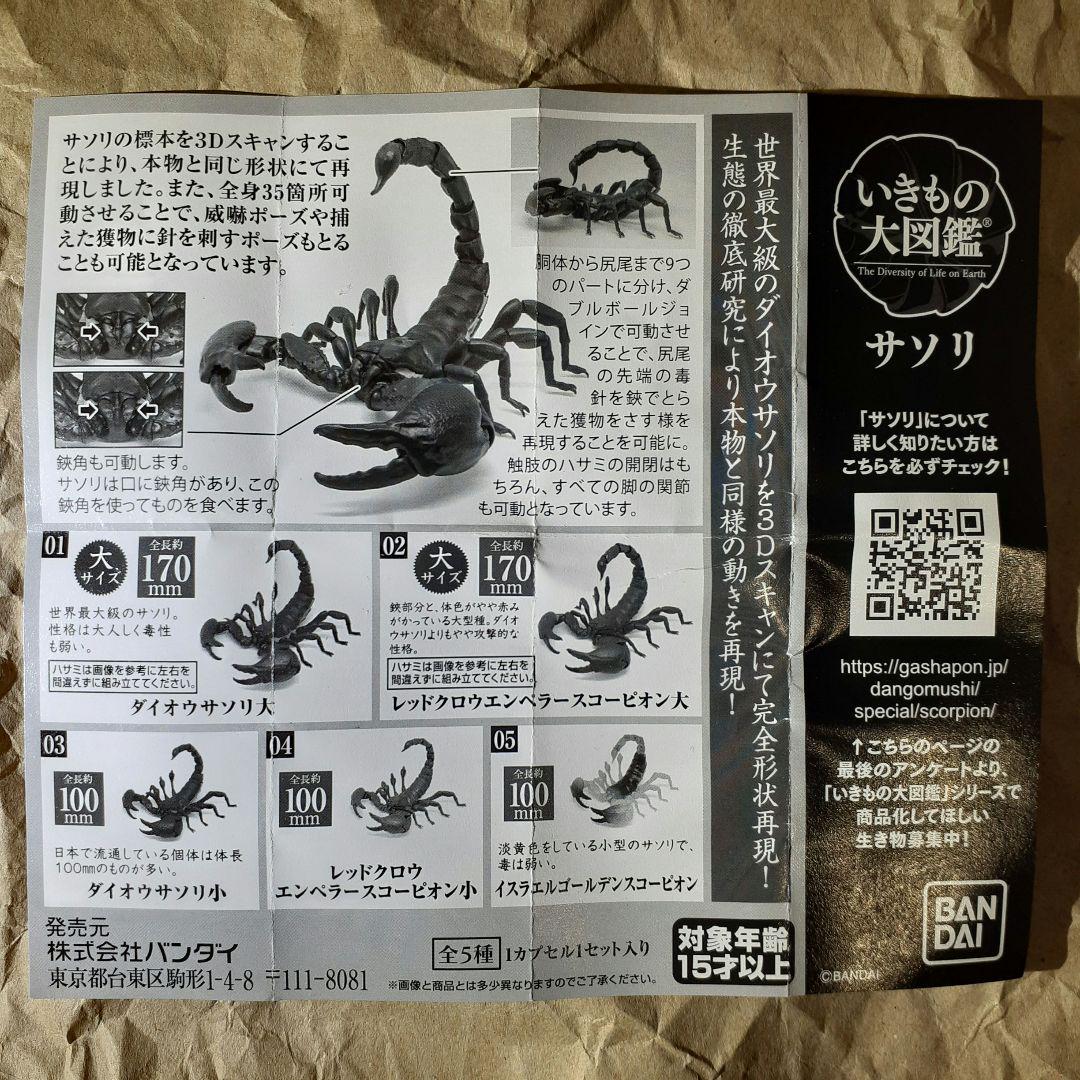 サソリの標本を3Dスキャンするこ
とにより、本物と同じ形状にて再
現しました。また、全身35箇所可
動させることで、威嚇ポーズや捕
えた獲物に針を刺すポーズもとる
ことも可能となっています。
胴体から尻尾まで9つ
のパートに分け、ダ
ブルボールジョ
インで可動させ
ることで、尻尾
の先端の毒
針を鋏でとら
えた獲物をさす様を
再現することを可能に。
触肢のハサミの開閉はも
ちろん、すべての脚の関節
も可動となっています。
鋏角も可動します。
サソリは口に鋏角があり、この
鋏角を使ってものを食べます。
世界最大級のダイオウサソリを3Dスキャンにて完全形状再現!
生態の徹底研究により本物と同様の動きを再現!
01
大
サイズ
全長約
170
mm
世界最大級のサソリ。
性格は大人しく毒性
も弱い。
ハサミは画像を参考に左右を
間違えずに組み立ててください。
ダイオウサソリ大
02
大
サイズ
全長約
170
mm
鋏部分と、体色がやや赤み
がかっている大型種。ダイ
オウサソリよりもやや攻撃的な
性格。
ハサミは画像を参考に左右を
間違えずに組み立ててください。
レッドクロウエンペラースコーピオン大
03
全長約
100
mm
日本で流通している個体は体長
100mmのものが多い。
ダイオウサソリ小
04
全長約
100
mm
レッドクロウ
エンペラースコーピオン小
05
全長約
100
mm
淡黄色をしている小型のサソリで、
毒は弱い。
イスラエルゴールデンスコーピオン
発売元
株式会社バンダイ
東京都台東区駒形1-4-8 〒111-8081
全5種 1カプセル1セット入り
※画像と商品とは多少異なりますのでご了承ください。
対象年齢
15才以上
いきもの
大図鑑®
The Diversity of Life on Earth
サソリ
「サソリ」について
詳しく知りたい方は
こちらを必ずチェック!
https://gashapon.jp/
dangomushi/
special/scorpion/
↑こちらのページの
最後のアンケートより、
「いきもの大図鑑」シリーズで
商品化してほしい
生き物募集中!
BAN
DAI
©BANDAI